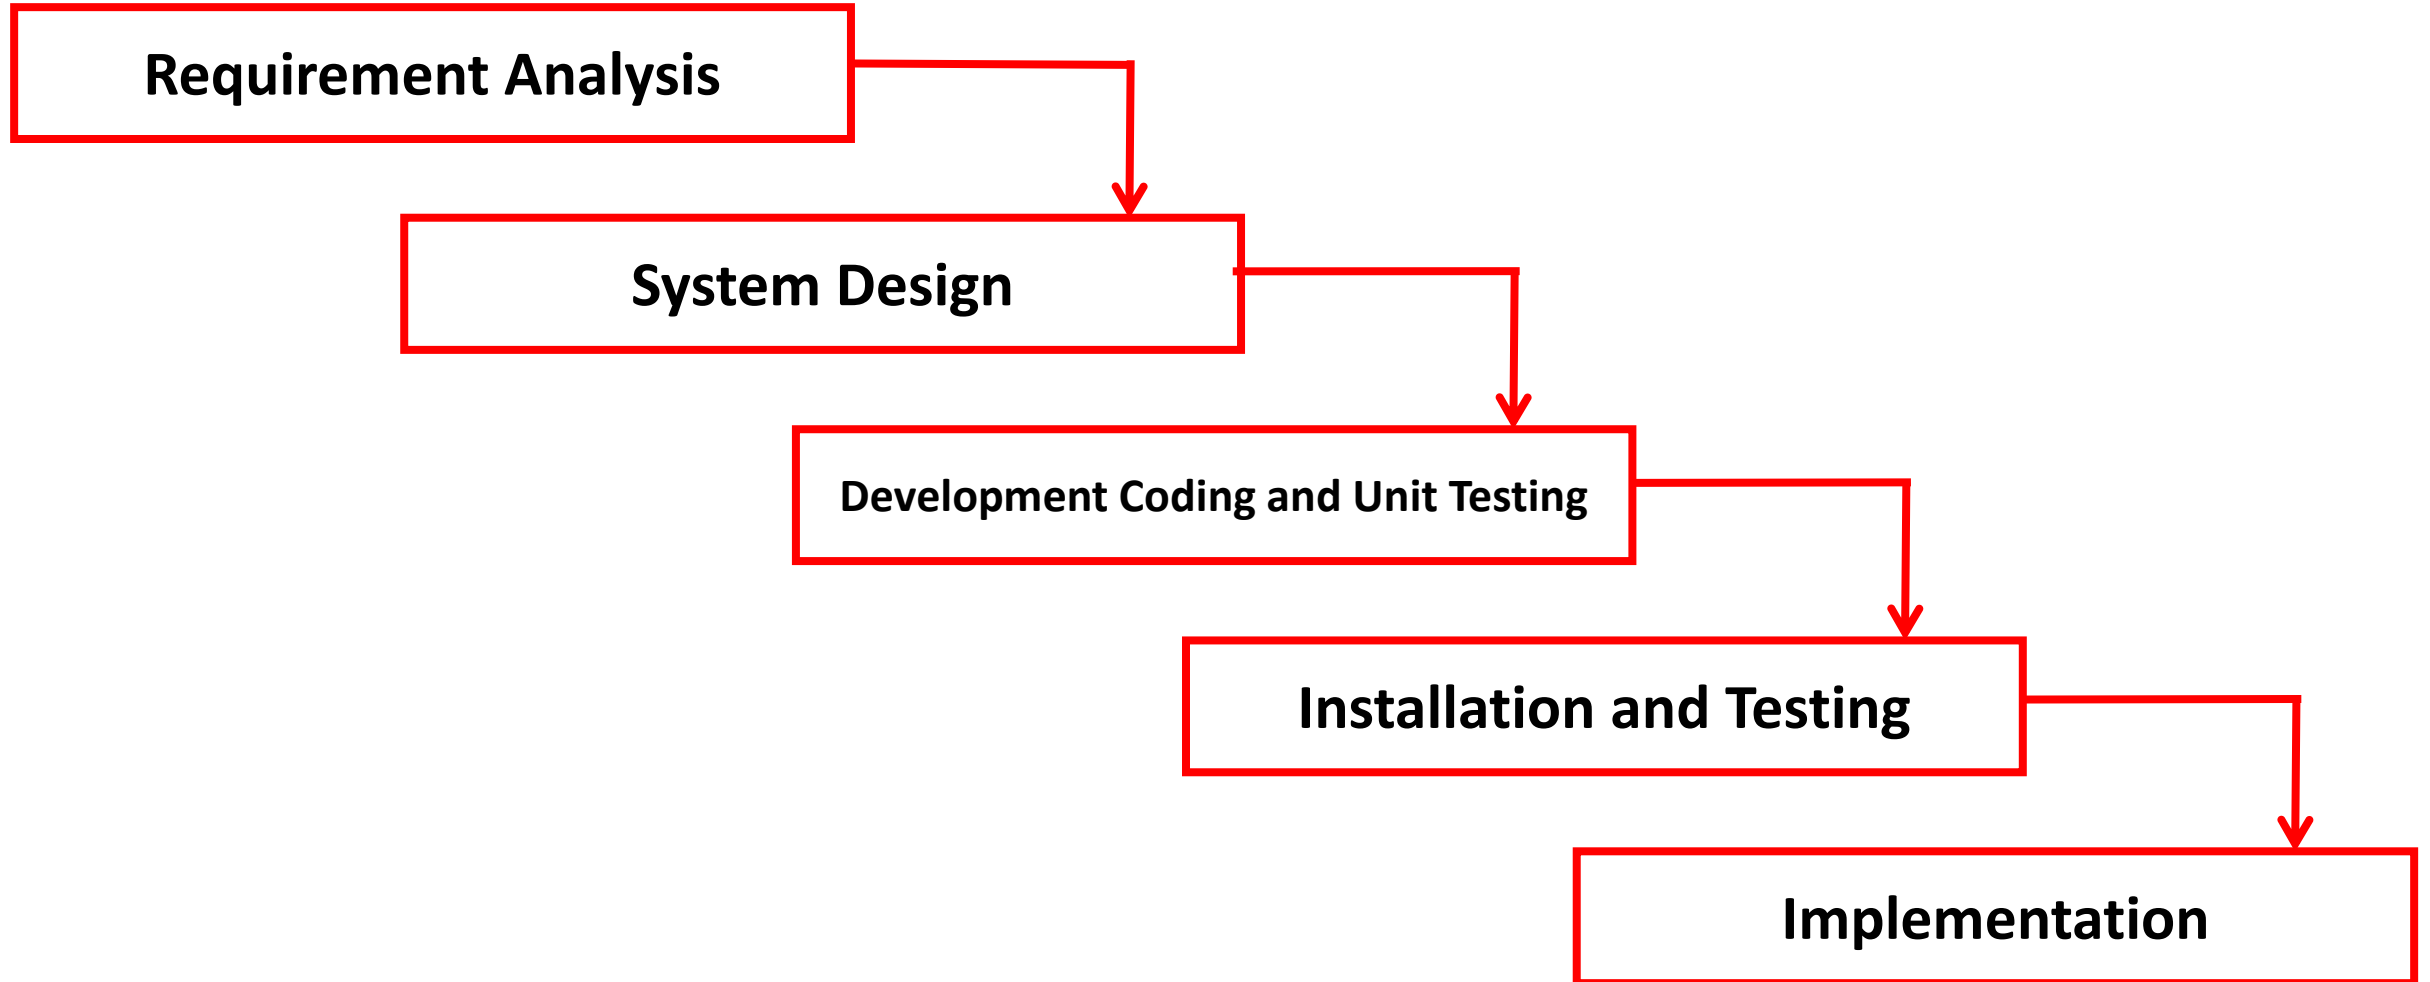 Requirement Analysis
System Design
Development Coding and Unit Testing
Installation and Testing
Implementation